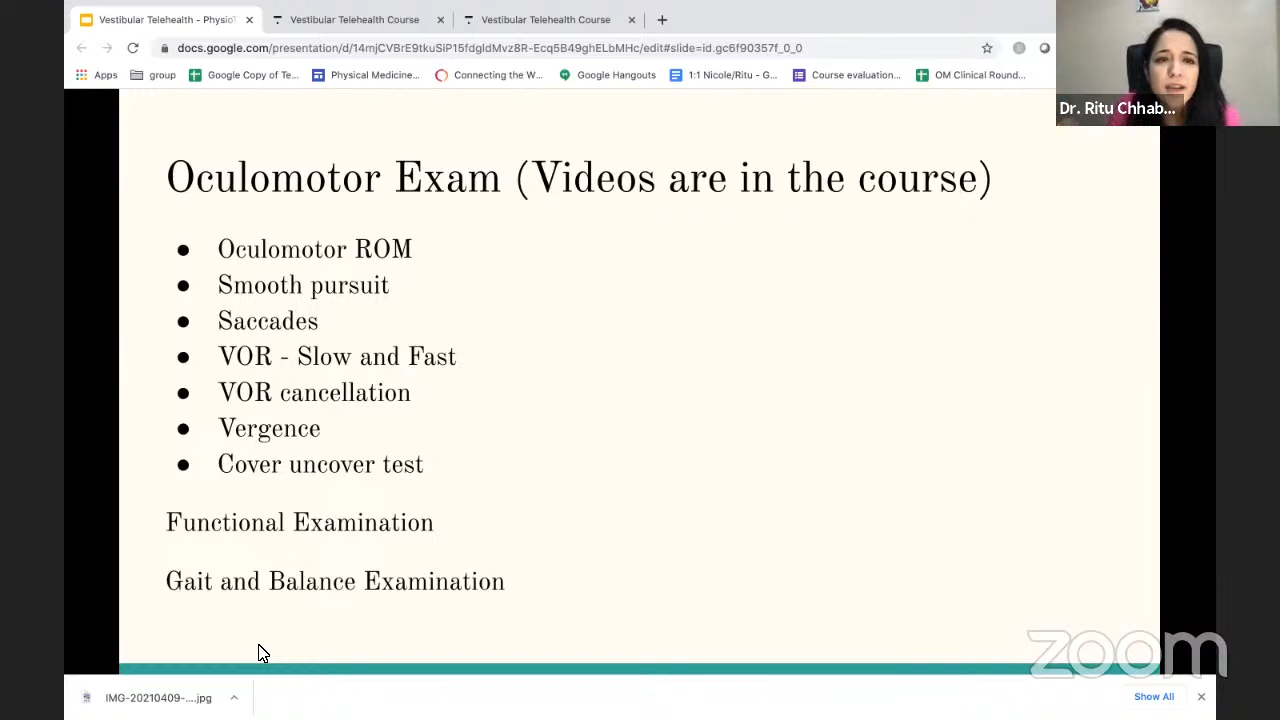 Vestibular Telehealth - PhysioT
Vestibular Telehealth Course
Vestibular Telehealth Course
docs.google.com/presentation/d/14mjCVBrE9tkuSiP15fdgIdMvz8R-Ecq5B49ghELbMHc/edit#slide=id.gc6f90357f_0_0
Apps
group
Google Copy of Te...
Physical Medicine...
Connecting the W...
Google Hangouts
1:1 Nicole/Ritu - G...
Course evaluation...
OM Clinical Round...
Dr. Ritu Chhab...
Oculomotor Exam (Videos are in the course)
● Oculomotor ROM
● Smooth pursuit
● Saccades
● VOR - Slow and Fast
● VOR cancellation
● Vergence
● Cover uncover test
Functional Examination
Gait and Balance Examination
zoom
IMG-20210409-....jpg
Show All